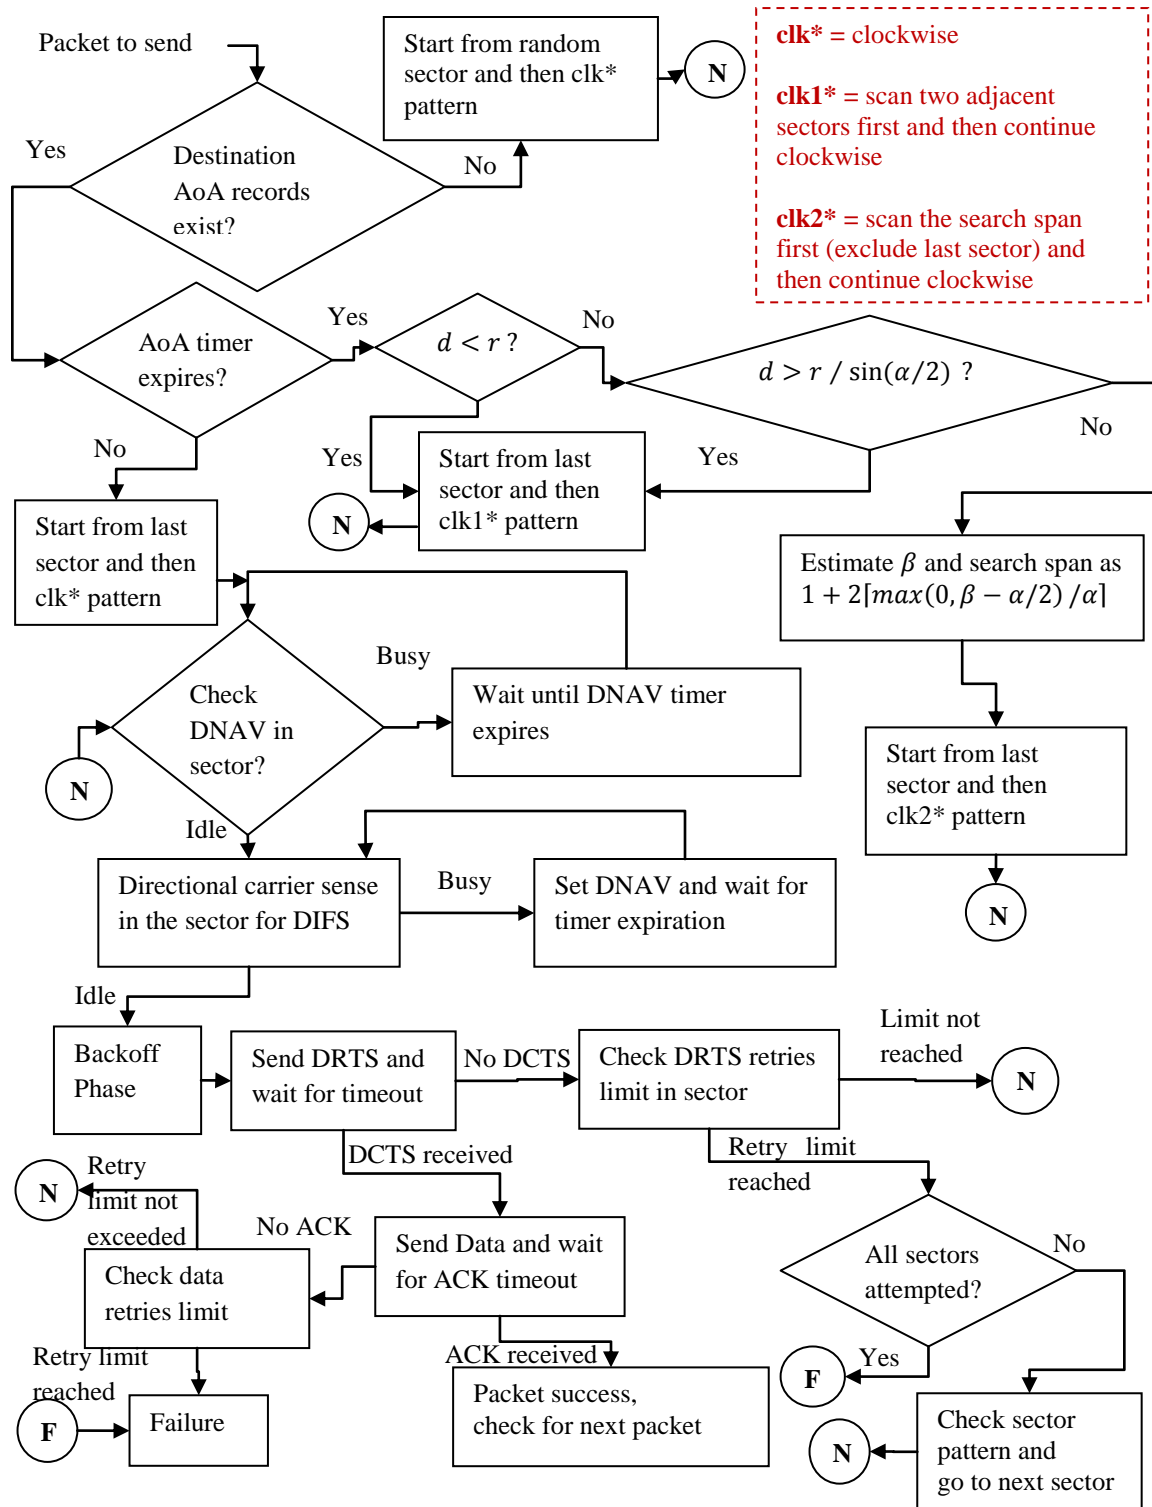 Packet to send
Start from random
sector and then clk*
pattern
N
clk* = clockwise
clk1* = scan two adjacent
sectors first and then continue
clockwise
clk2* = scan the search span
first (exclude last sector) and
then continue clockwise
Yes
Destination
AoA records
exist?
No
AoA timer
expires?
Yes
d < r ?
No
d > r / sin(α/2) ?
No
No
Yes
Start from last
sector and then
clk1* pattern
Yes
N
Start from last
sector and then
clk* pattern
Estimate β and search span as
1 + 2⌈max(0, β − α/2) /α⌉
Busy
Check
DNAV in
sector?
Wait until DNAV timer
expires
N
Start from last
sector and then
clk2* pattern
Idle
Directional carrier sense
in the sector for DIFS
Busy
Set DNAV and wait for
timer expiration
N
Idle
Backoff
Phase
Send DRTS and
wait for timeout
No DCTS
Check DRTS retries
limit in sector
Limit not
reached
N
DCTS received
Retry limit
reached
N
Retry
limit not
exceeded
No ACK
Send Data and wait
for ACK timeout
All sectors
attempted?
No
Check data
retries limit
Retry limit
reached
ACK received
Yes
F
F
Failure
Packet success,
check for next packet
N
Check sector
pattern and
go to next sector